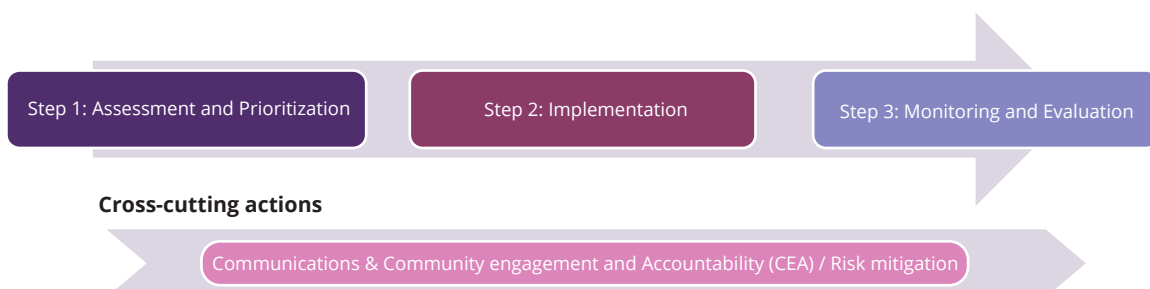 Step 1: Assessment and Prioritization
Step 2: Implementation
Step 3: Monitoring and Evaluation
Cross-cutting actions
Communications & Community engagement and Accountability (CEA) / Risk mitigation